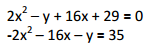 2x² – y + 16x + 29 = 0
-2x² – 16x – y = 35